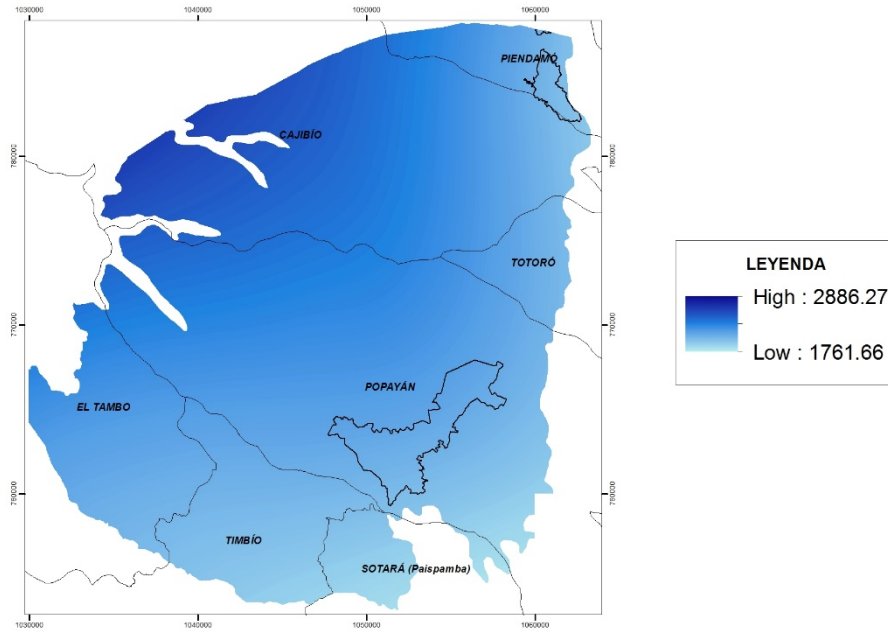 1030000 1040000 1050000 1060000
PIENDAMÓ
CAJIBÍO
780000 780000
TOTORÓ
LEYENDA
High : 2886.27
Low : 1761.66
770000 770000
POPAYÁN
EL TAMBO
760000 760000
TIMBÍO
SOTARÁ (Paispamba)
1030000 1040000 1050000 1060000